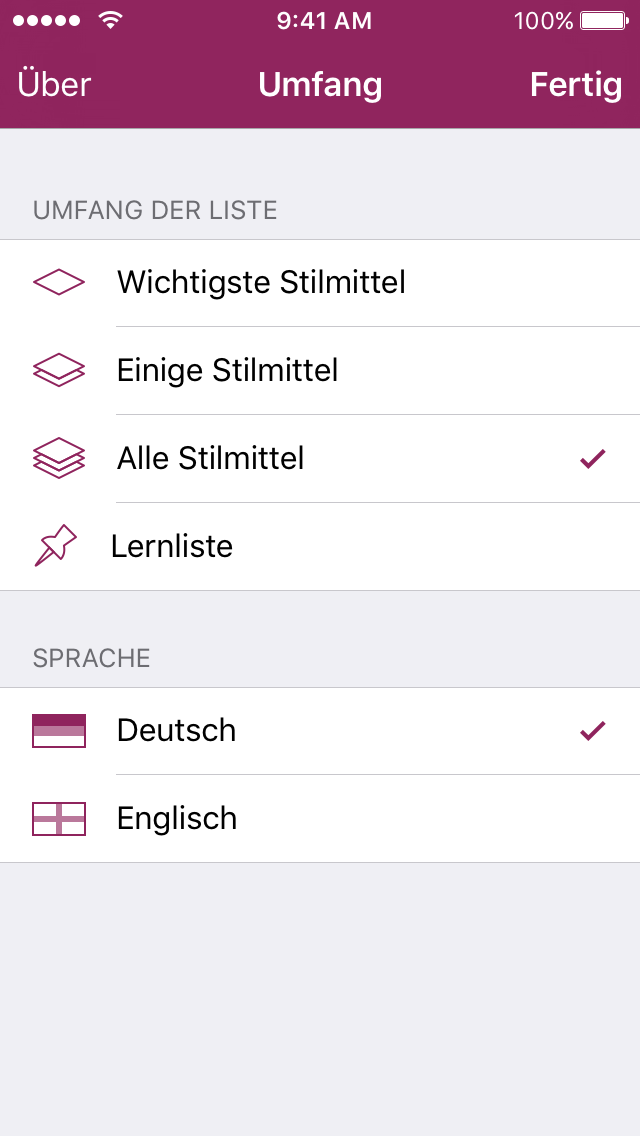 9:41 AM 100%
Über Umfang Fertig
UMFANG DER LISTE
Wichtigste Stilmittel
Einige Stilmittel
Alle Stilmittel
Lernliste
SPRACHE
Deutsch
Englisch